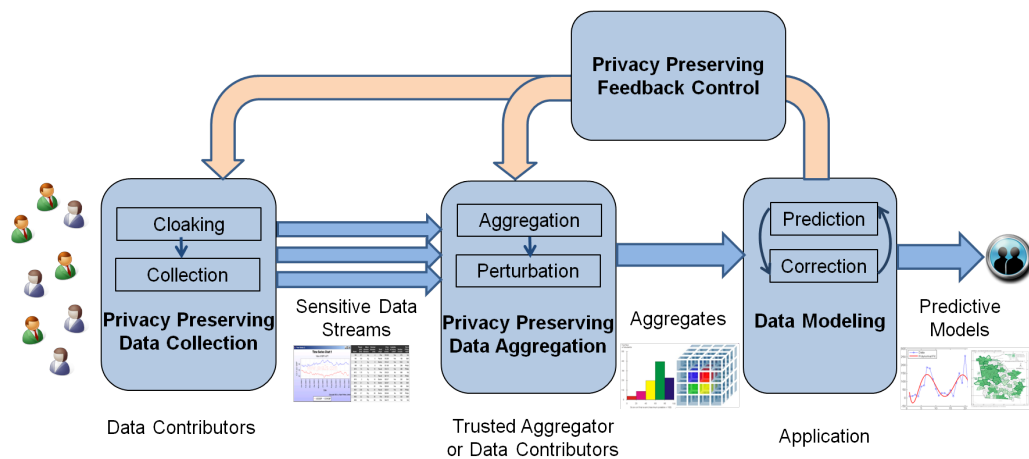 Privacy Preserving
Feedback Control
Cloaking
Collection
Privacy Preserving
Data Collection
Data Contributors
Sensitive Data
Streams
Aggregation
Perturbation
Privacy Preserving
Data Aggregation
Trusted Aggregator
or Data Contributors
Aggregates
Prediction
Correction
Data Modeling
Application
Predictive
Models